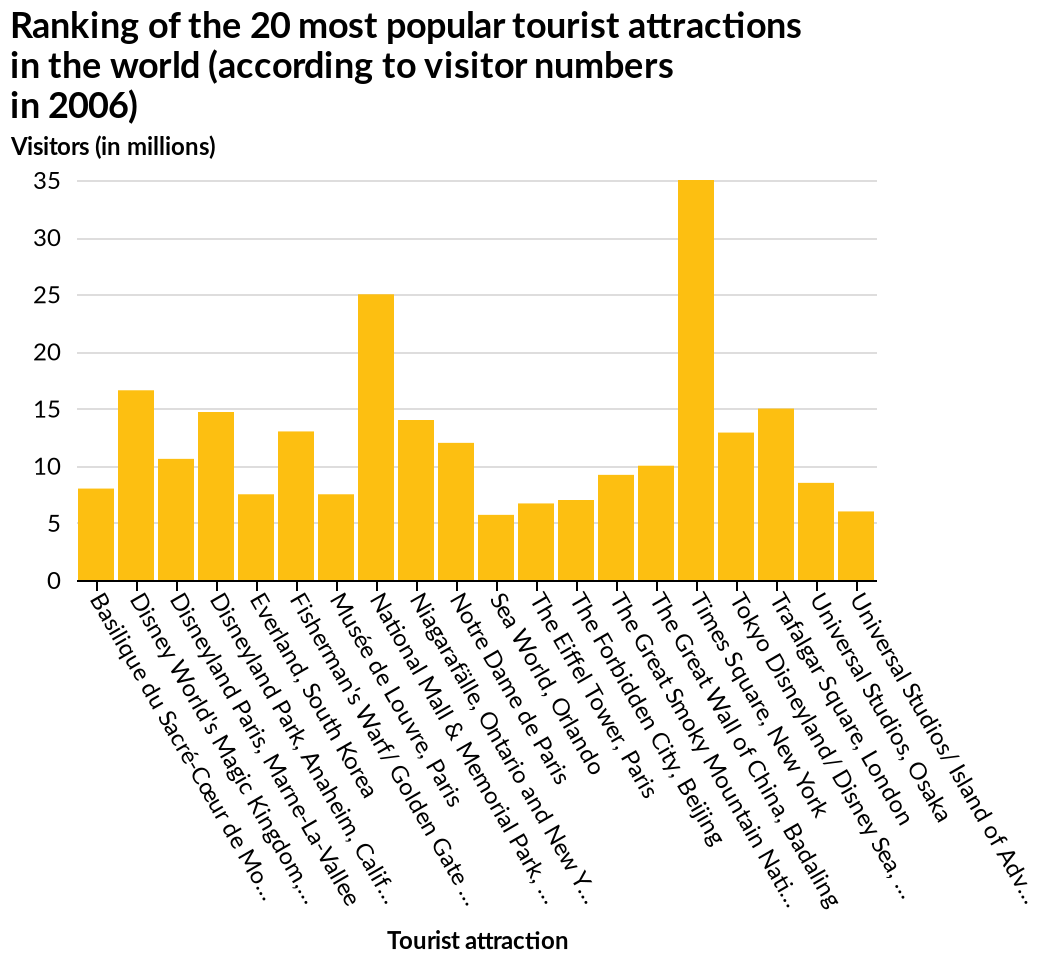 Ranking of the 20 most popular tourist attractions
in the world (according to visitor numbers
in 2006)
Visitors (in millions)
35
30
25
20
15
10
5
0
Basilique du Sacré-Cœur de Mo...
Disney World's Magic Kingdom,...
Disneyland Paris, Marne-La-Vallee
Disneyland Park, Anaheim, Calif...
Everland, South Korea
Fisherman's Warf/ Golden Gate ...
Musée de Louvre, Paris
National Mall & Memorial Park, ...
Niagarafälle, Ontario and New Y...
Notre Dame de Paris
Sea World, Orlando
The Eiffel Tower, Paris
The Forbidden City, Beijing
The Great Smoky Mountain Nati...
The Great Wall of China, Badaling
Times Square, New York
Tokyo Disneyland/ Disney Sea, ...
Trafalgar Square, London
Universal Studios, Osaka
Universal Studios/ Island of Adv...
Tourist attraction